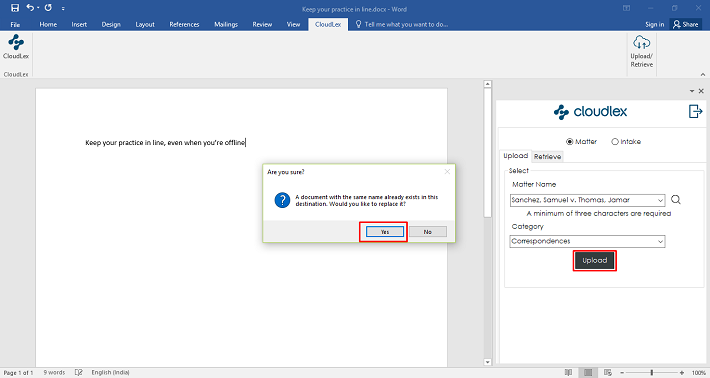 Keep your practice in line.docx - Word
File Home Insert Design Layout References Mailings Review View CloudLex Tell me what you want to do... Sign in Share
CloudLex
Upload/
Retrieve
CloudLex
cloudlex
Matter Intake
Upload Retrieve
Select
Matter Name
Sanchez, Samuel v. Thomas, Jamar
A minimum of three characters are required
Category
Correspondences
Upload
Keep your practice in line, even when you're offline
Are you sure?
A document with the same name already exists in this
destination. Would you like to replace it?
Yes No
Page 1 of 1 9 words English (India) 100%